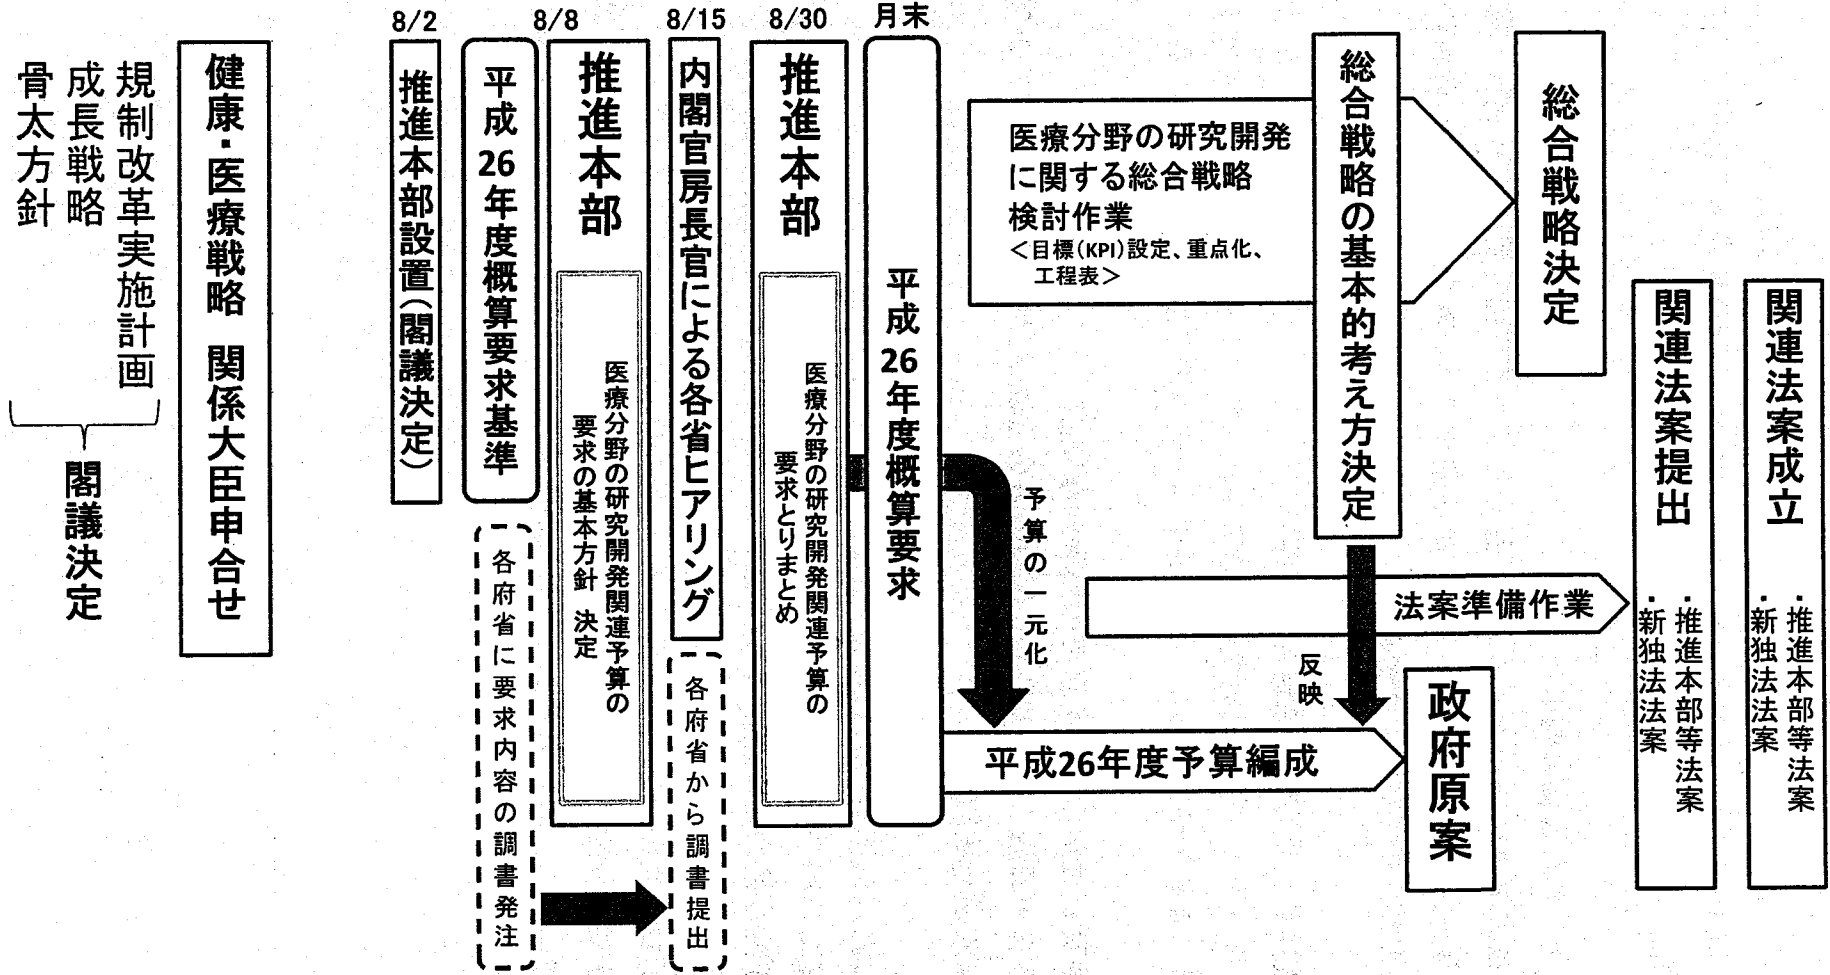 規制改革実施計画
成長戦略
骨太方針
閣議決定
健康・医療戦略 関係大臣申合せ
8/2
推進本部設置(閣議決定)
平成26年度概算要求基準
各府省に要求内容の調書発注
8/8
推進本部
医療分野の研究開発関連予算の
要求の基本方針 決定
8/15
内閣官房長官による各省ヒアリング
各府省から調書提出
8/30
推進本部
医療分野の研究開発関連予算の
要求とりまとめ
月末
平成26年度概算要求
予算の一元化
医療分野の研究開発
に関する総合戦略
検討作業
<目標(KPI)設定、重点化、
工程表>
総合戦略の基本的考え方決定
総合戦略決定
法案準備作業
反映
平成26年度予算編成
政府原案
関連法案提出
・推進本部等法案
・新独法法案
関連法案成立
・推進本部等法案
・新独法法案